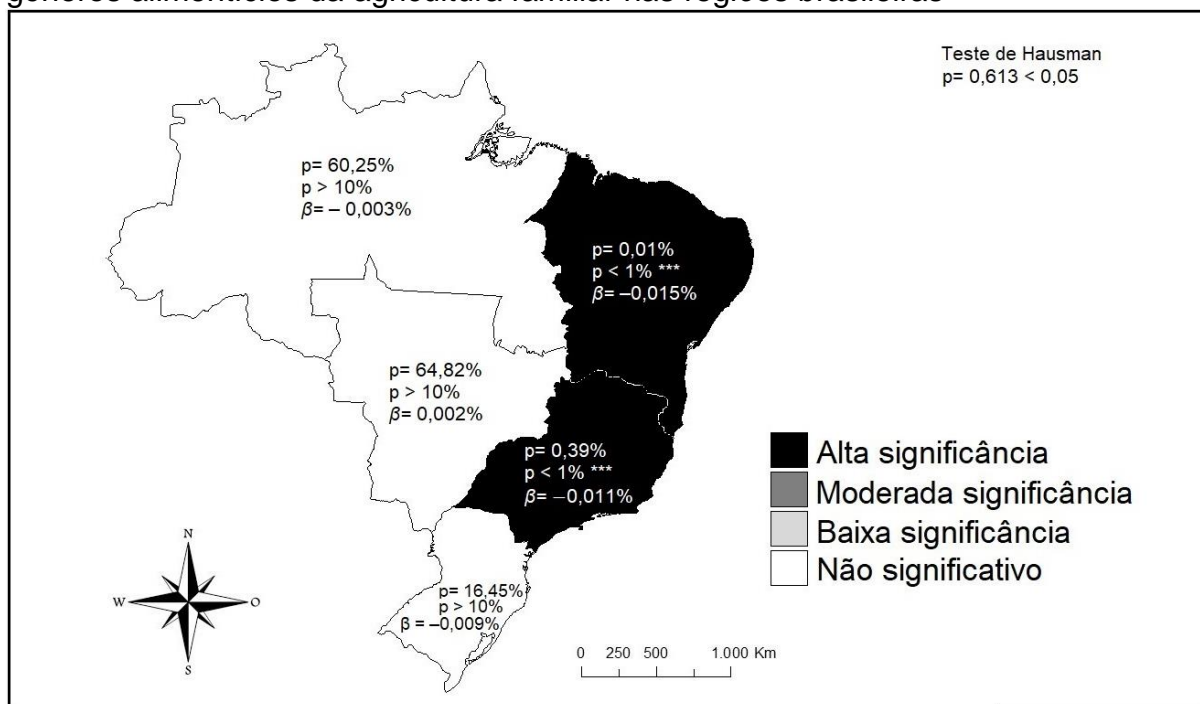 gêneros alimentícios da agricultura familiar nas regiões brasileiras
Teste de Hausman
p= 0,613 < 0,05
p= 60,25%
p > 10%
β= – 0,003%
p= 0,01%
p < 1% ***
β= –0,015%
p= 64,82%
p > 10%
β= 0,002%
p= 0,39%
p < 1% ***
β= –0,011%
p= 16,45%
p > 10%
β = –0,009%
Alta significância
Moderada significância
Baixa significância
Não significativo
N
W O
S
0 250 500 1.000 Km